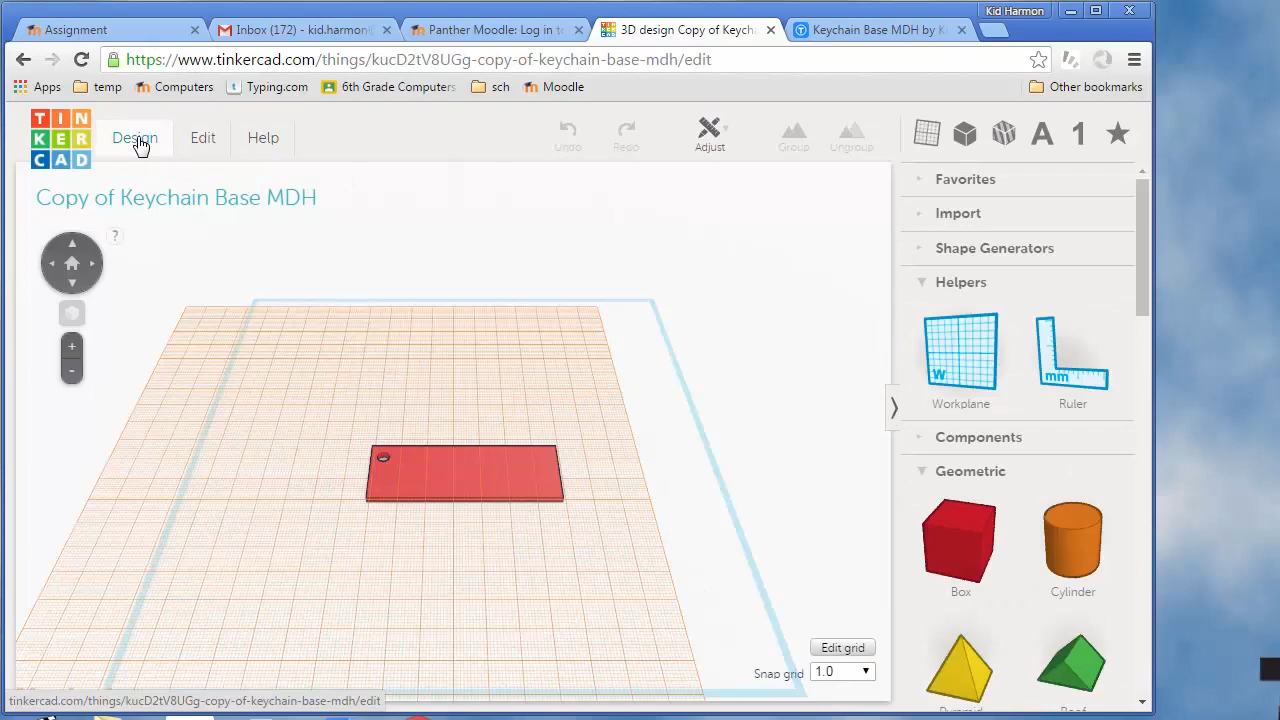 Kid Harmon
Assignment
Inbox (172) - kid.harmon@
Panther Moodle: Log in to
3D design Copy of Keycha
Keychain Base MDH by K
https://www.tinkercad.com/things/kucD2tV8UGg-copy-of-keychain-base-mdh/edit
Apps temp Computers Typing.com 6th Grade Computers sch Moodle Other bookmarks
TIN
KER
CAD
Design Edit Help
Undo Redo Adjust Group Ungroup
A 1
Copy of Keychain Base MDH
?
+
-
Favorites
Import
Shape Generators
Helpers
W
mm
Workplane Ruler
Components
Geometric
Box Cylinder
Edit grid
Snap grid 1.0
tinkercad.com/things/kucD2tV8UGg-copy-of-keychain-base-mdh/edit